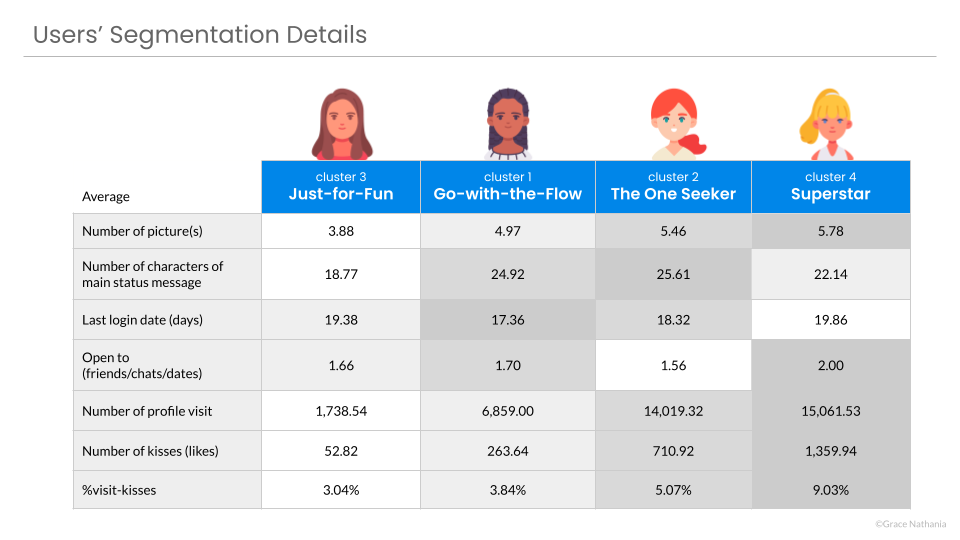 Users’ Segmentation Details
cluster 3
Just-for-Fun
cluster 1
Go-with-the-Flow
cluster 2
The One Seeker
cluster 4
Superstar
Average
Number of picture(s) 3.88 4.97 5.46 5.78
Number of characters of
main status message 18.77 24.92 25.61 22.14
Last login date (days) 19.38 17.36 18.32 19.86
Open to
(friends/chats/dates) 1.66 1.70 1.56 2.00
Number of profile visit 1,738.54 6,859.00 14,019.32 15,061.53
Number of kisses (likes) 52.82 263.64 710.92 1,359.94
%visit-kisses 3.04% 3.84% 5.07% 9.03%
©Grace Nathania